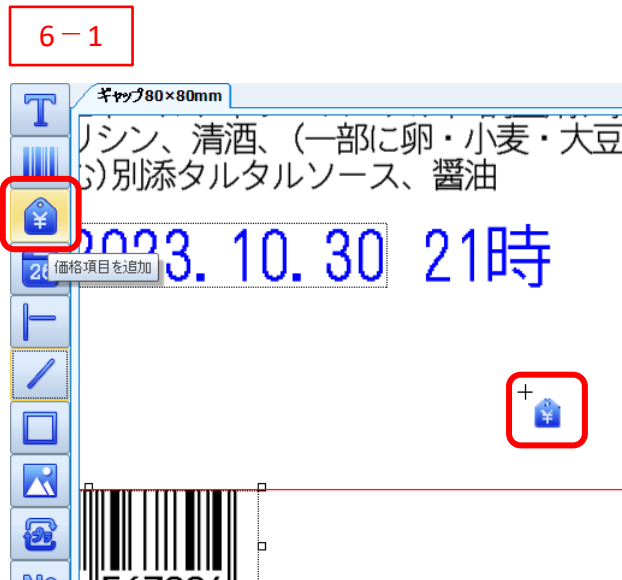 6－1
ギャップ80×80mm
リシン、清酒、（一部に卵・小麦・大豆
む）別添タルタルソース、醤油
2023. 10. 30 21時
価格項目を追加